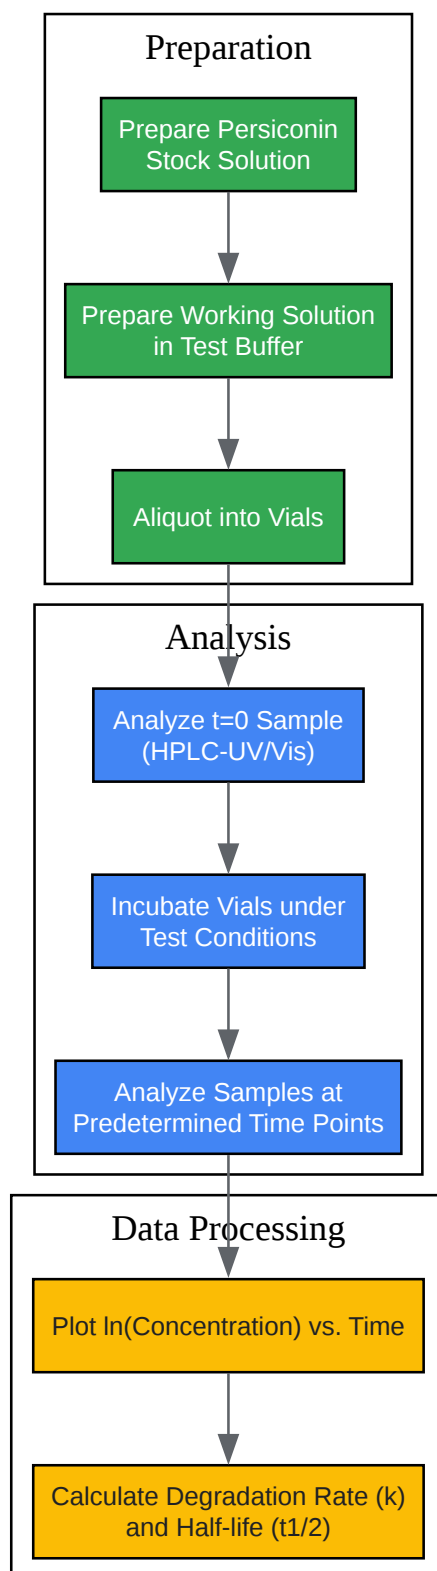 Preparation
Prepare Persiconin
Stock Solution
Prepare Working Solution
in Test Buffer
Aliquot into Vials
Analysis
Analyze t=0 Sample
(HPLC-UV/Vis)
Incubate Vials under
Test Conditions
Analyze Samples at
Predetermined Time Points
Data Processing
Plot ln(Concentration) vs. Time
Calculate Degradation Rate (k)
and Half-life (t1/2)